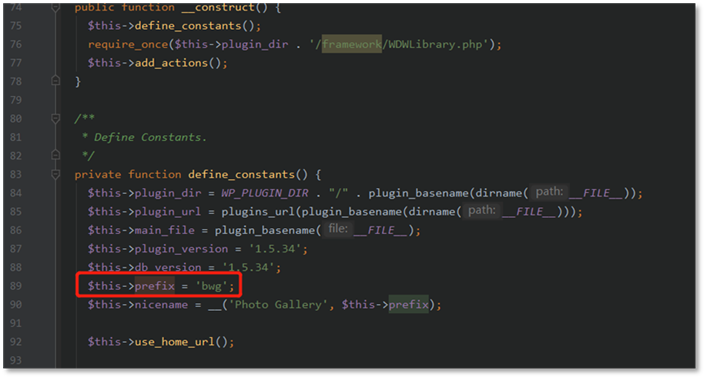 74 public function __construct() {
75 $this->define_constants();
76 require_once($this->plugin_dir . '/framework/WDWLibrary.php');
77 $this->add_actions();
78 }
79
80 /**
81 * Define Constants.
82 */
83 private function define_constants() {
84 $this->plugin_dir = WP_PLUGIN_DIR . "/" . plugin_basename(dirname( path: __FILE__));
85 $this->plugin_url = plugins_url(plugin_basename(dirname( path: __FILE__)));
86 $this->main_file = plugin_basename( file: __FILE__);
87 $this->plugin_version = '1.5.34';
88 $this->db_version = '1.5.34';
89 $this->prefix = 'bwg';
90 $this->nicename = __('Photo Gallery', $this->prefix);
91
92 $this->use_home_url();
93